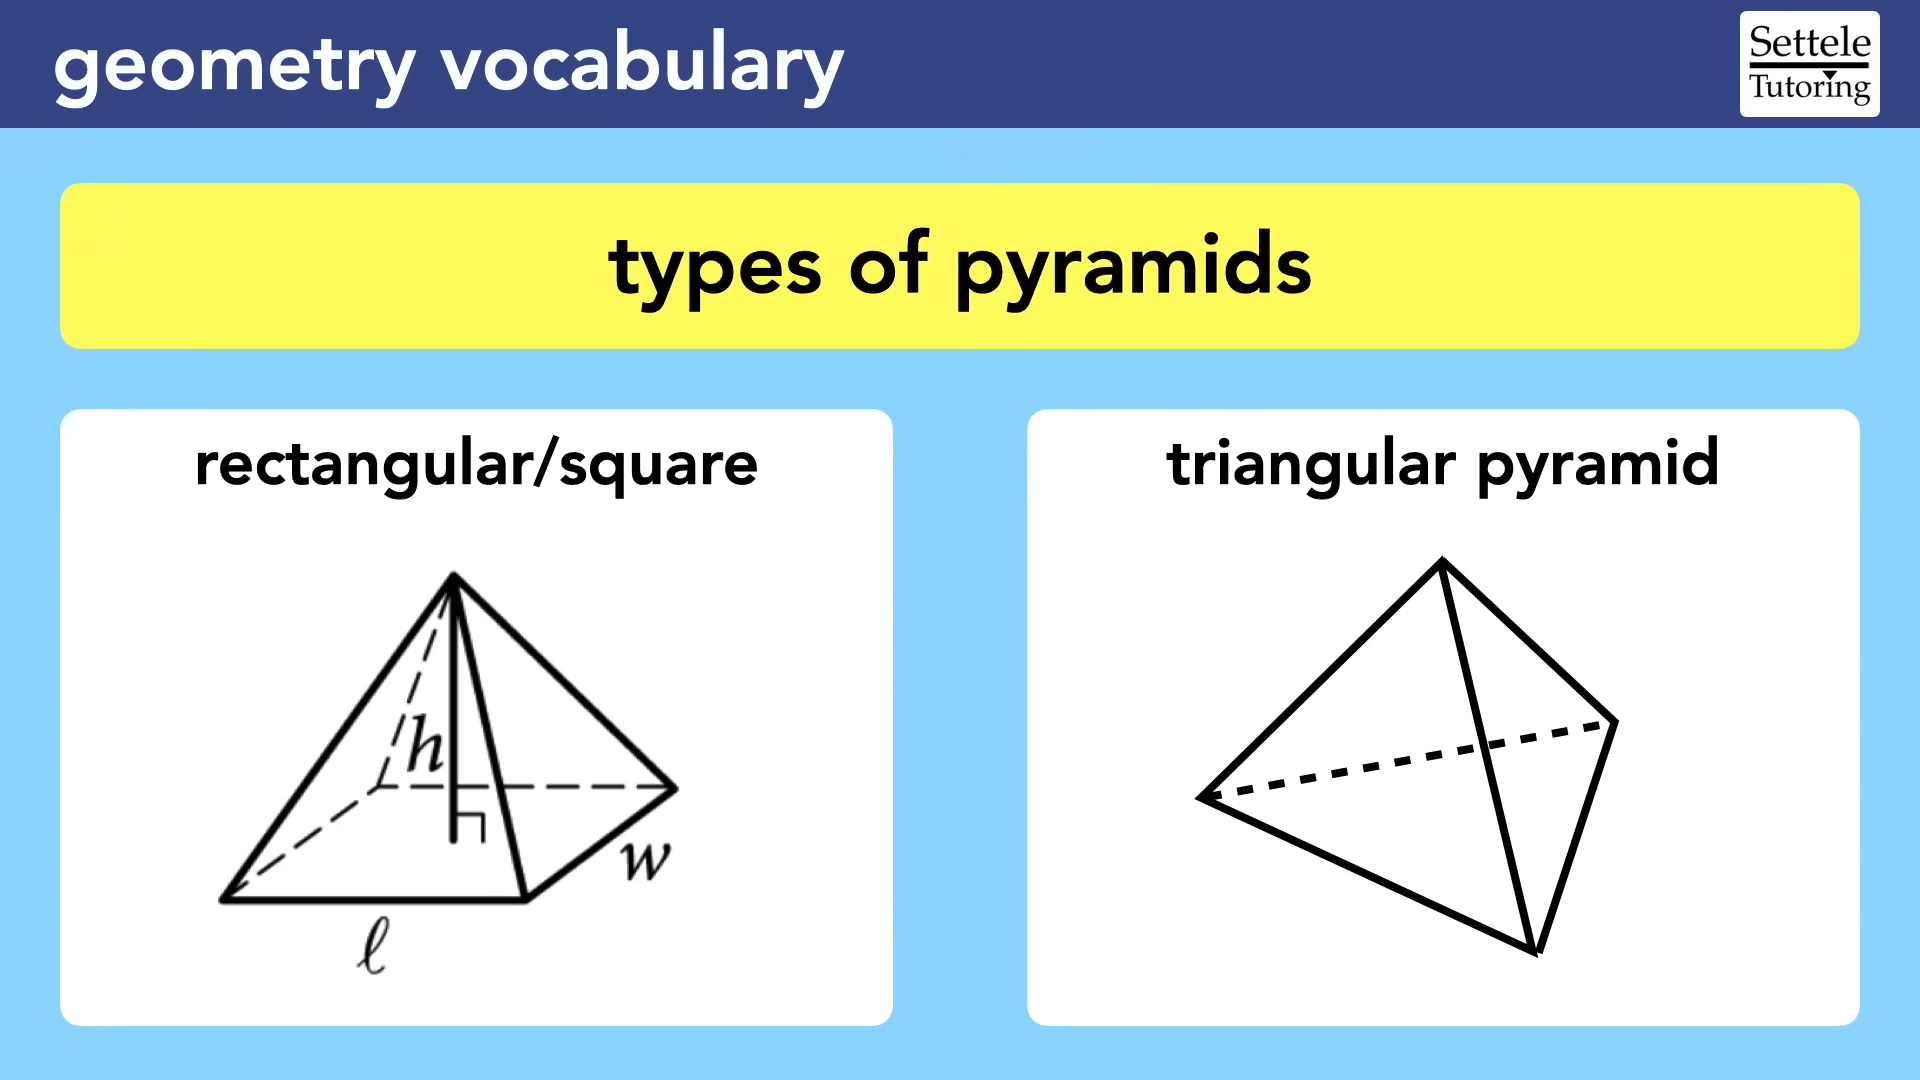 geometry vocabulary
Settele
Tutoring
types of pyramids
rectangular/square
triangular pyramid
h
w
ℓ